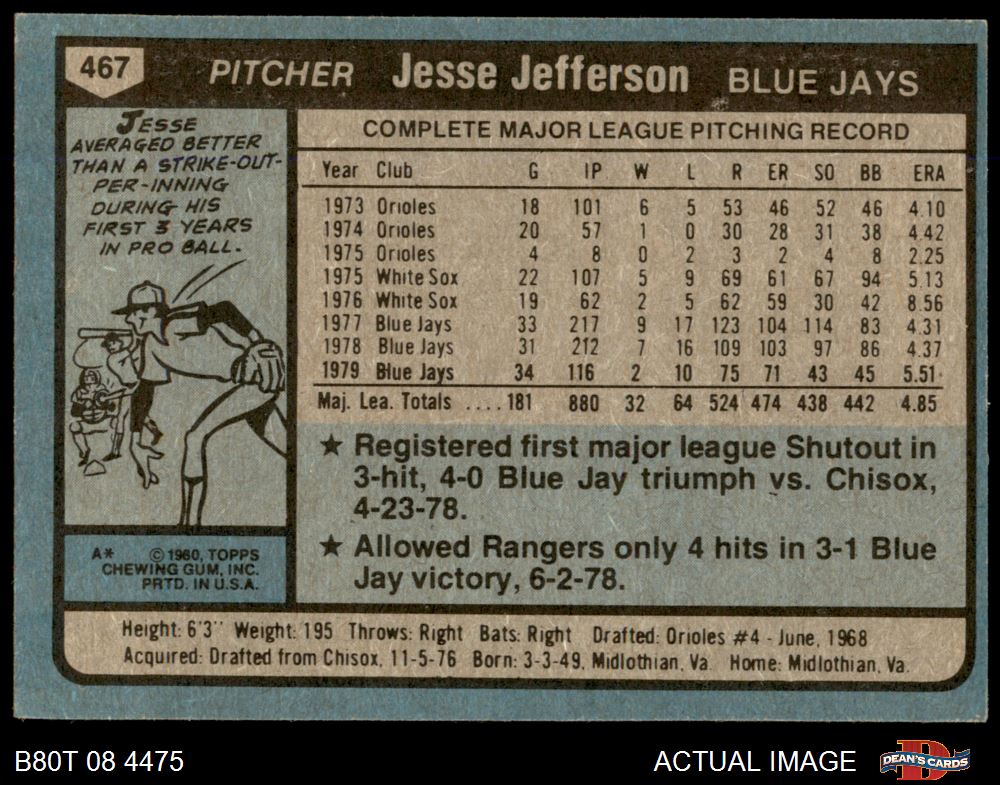 467 PITCHER Jesse Jefferson BLUE JAYS
JESSE
AVERAGED BETTER
THAN A STRIKE-OUT-
PER-INNING
DURING HIS
FIRST 3 YEARS
IN PRO BALL.
COMPLETE MAJOR LEAGUE PITCHING RECORD
Year Club G IP W L R ER SO BB ERA
1973 Orioles 18 101 6 5 53 46 52 46 4.10
1974 Orioles 20 57 1 0 30 28 31 38 4.42
1975 Orioles 4 8 0 2 3 2 4 8 2.25
1975 White Sox 22 107 5 9 69 61 67 94 5.13
1976 White Sox 19 62 2 5 62 59 30 42 8.56
1977 Blue Jays 33 217 9 17 123 104 114 83 4.31
1978 Blue Jays 31 212 7 16 109 103 97 86 4.37
1979 Blue Jays 34 116 2 10 75 71 43 45 5.51
Maj. Lea. Totals .... 181 880 32 64 524 474 438 442 4.85
★ Registered first major league Shutout in
3-hit, 4-0 Blue Jay triumph vs. Chisox,
4-23-78.
★ Allowed Rangers only 4 hits in 3-1 Blue
Jay victory, 6-2-78.
A* © 1980, TOPPS
CHEWING GUM, INC.
PRTD. IN U.S.A.
Height: 6'3" Weight: 195 Throws: Right Bats: Right Drafted: Orioles #4 - June, 1968
Acquired: Drafted from Chisox, 11-5-76 Born: 3-3-49, Midlothian, Va. Home: Midlothian, Va.
B80T 08 4475 ACTUAL IMAGE DEAN'S CARDS